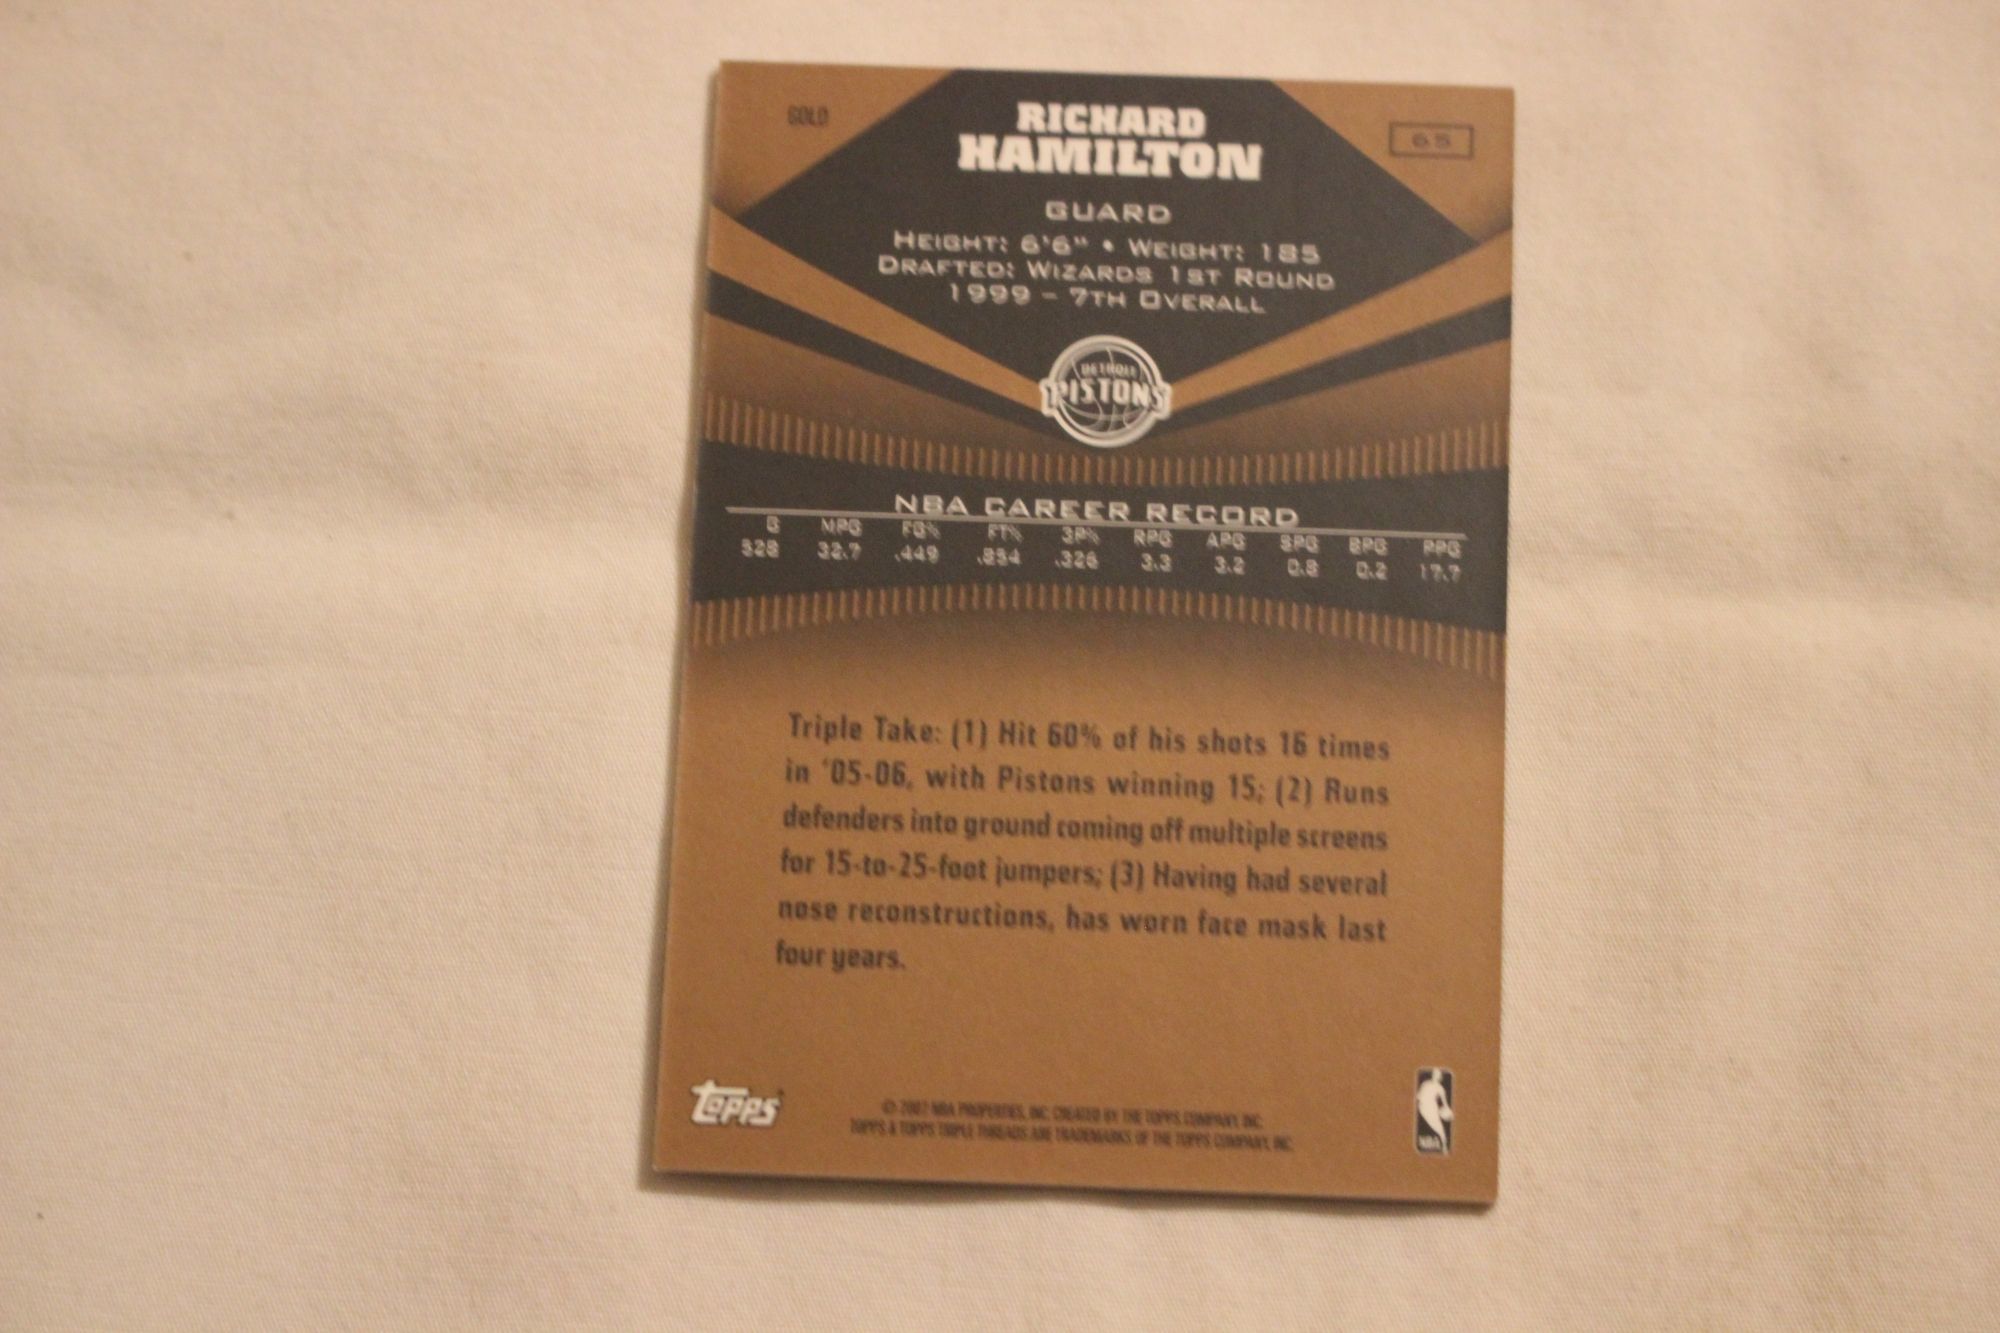 GOLD
RICHARD
HAMILTON
65
GUARD
HEIGHT: 6'6" • WEIGHT: 185
DRAFTED: WIZARDS 1ST ROUND
1999 - 7TH OVERALL
DETROIT
PISTONS
NBA CAREER RECORD
G MPG FG% FT% 3P% RPG APG SPG BPG PPG
528 32.7 .449 .854 .326 3.3 3.2 0.8 0.2 17.7
Triple Take: (1) Hit 60% of his shots 16 times
in '05-06, with Pistons winning 15; (2) Runs
defenders into ground coming off multiple screens
for 15-to-25-foot jumpers; (3) Having had several
nose reconstructions, has worn face mask last
four years.
Topps
© 2007 NBA PROPERTIES, INC. CREATED BY THE TOPPS COMPANY, INC.
TOPPS & TOPPS TRIPLE THREADS ARE TRADEMARKS OF THE TOPPS COMPANY, INC.
NBA